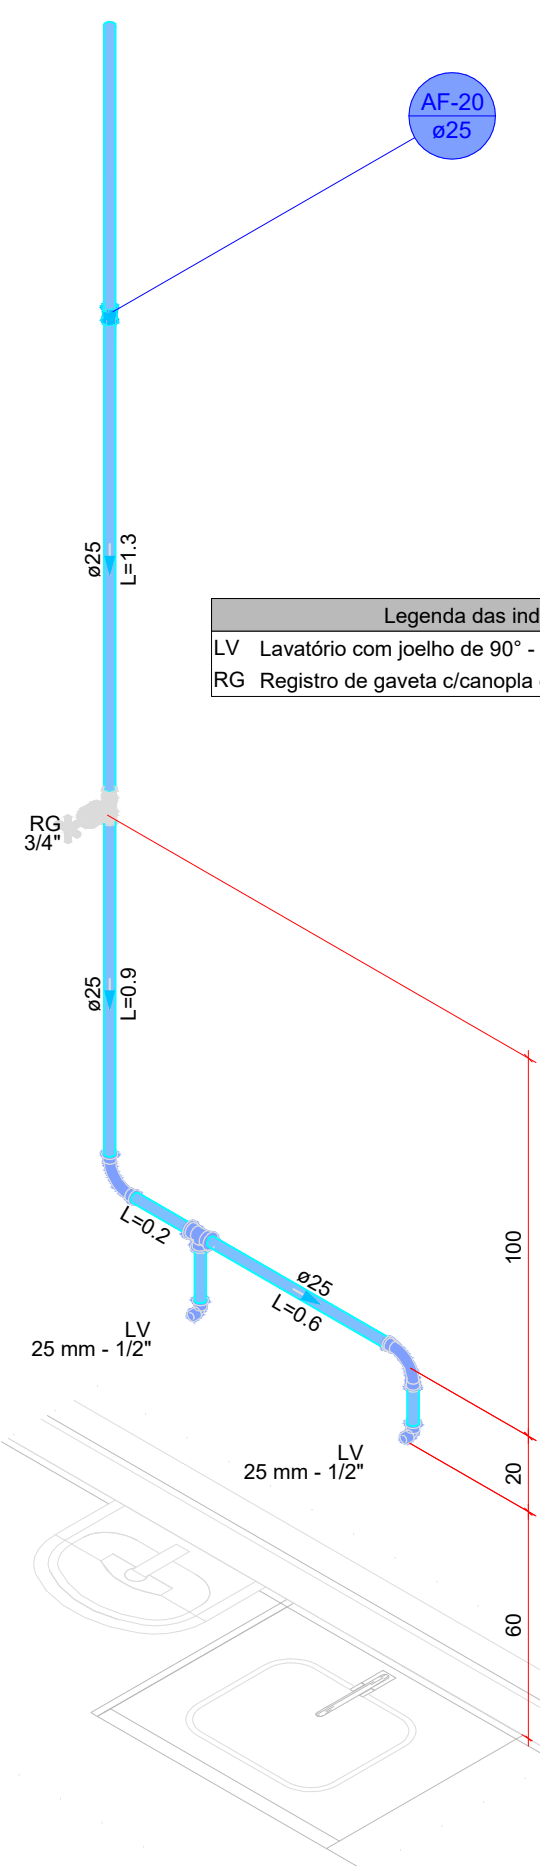 AF-20
ø25
ø25
L=1.3
Legenda das ind
LV Lavatório com joelho de 90° -
RG Registro de gaveta c/canopla
RG
3/4"
ø25
L=0.9
L=0.2
ø25
L=0.6
100
LV
25 mm - 1/2"
LV
25 mm - 1/2"
20
60